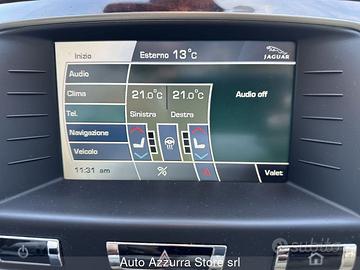 Inizio Esterno 13°C JAGUAR
Audio
Clima 21.0°C 21.0°C Audio off
Tel. Sinistra Destra
Navigazione
Veicolo
11:31 am Valet
subito
Auto Azzurra Store srl